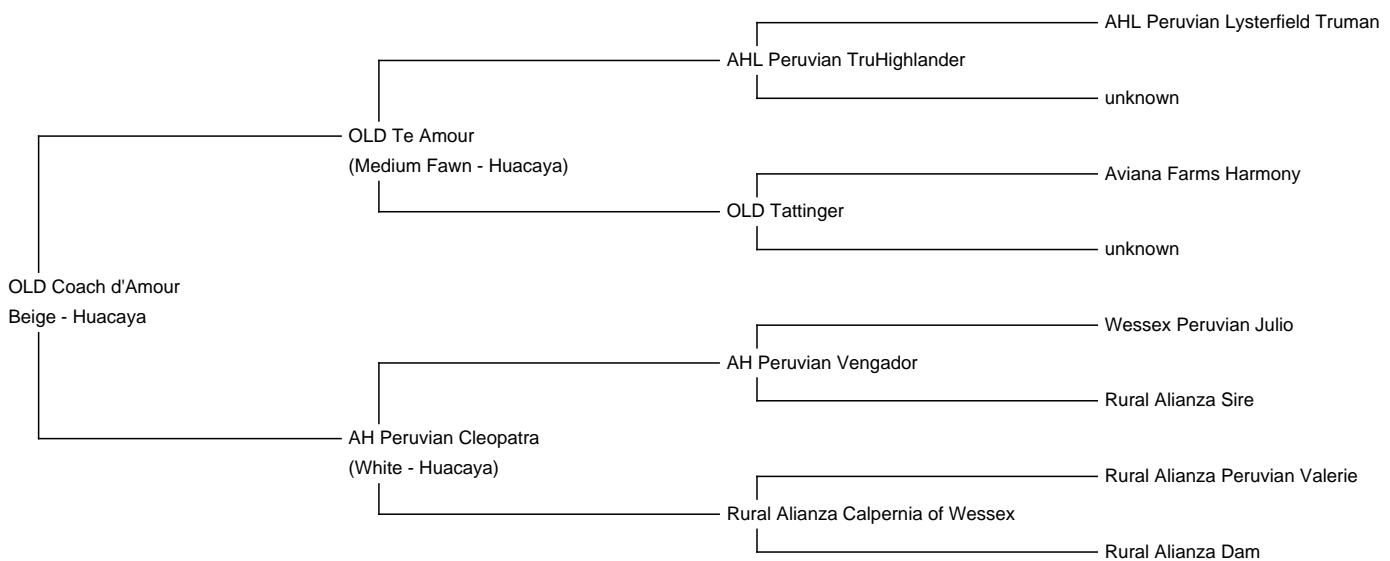 AHL Peruvian Lysterfield Truman
AHL Peruvian TruHighlander
unknown
OLD Te Amour
(Medium Fawn - Huacaya)
Aviana Farms Harmony
OLD Tattinger
unknown
OLD Coach d'Amour
Beige - Huacaya
Wessex Peruvian Julio
AH Peruvian Vengador
Rural Alianza Sire
AH Peruvian Cleopatra
(White - Huacaya)
Rural Alianza Peruvian Valerie
Rural Alianza Calpernia of Wessex
Rural Alianza Dam